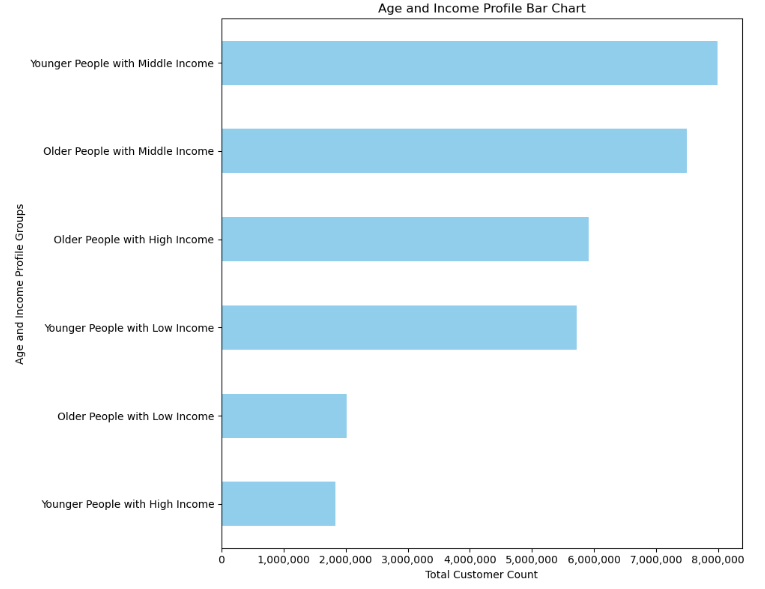 Age and Income Profile Bar Chart
Younger People with Middle Income
Older People with Middle Income
Older People with High Income
Younger People with Low Income
Older People with Low Income
Younger People with High Income
Age and Income Profile Groups
0 1,000,000 2,000,000 3,000,000 4,000,000 5,000,000 6,000,000 7,000,000 8,000,000
Total Customer Count